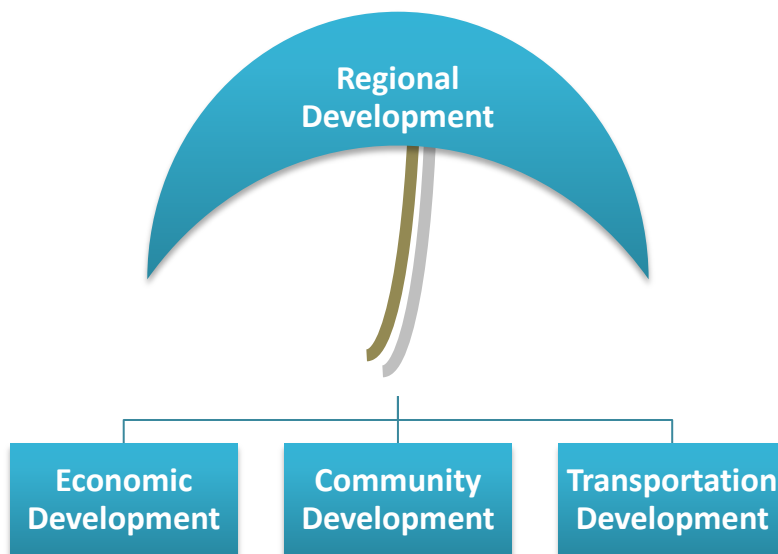 Regional
Development
Economic
Development
Community
Development
Transportation
Development